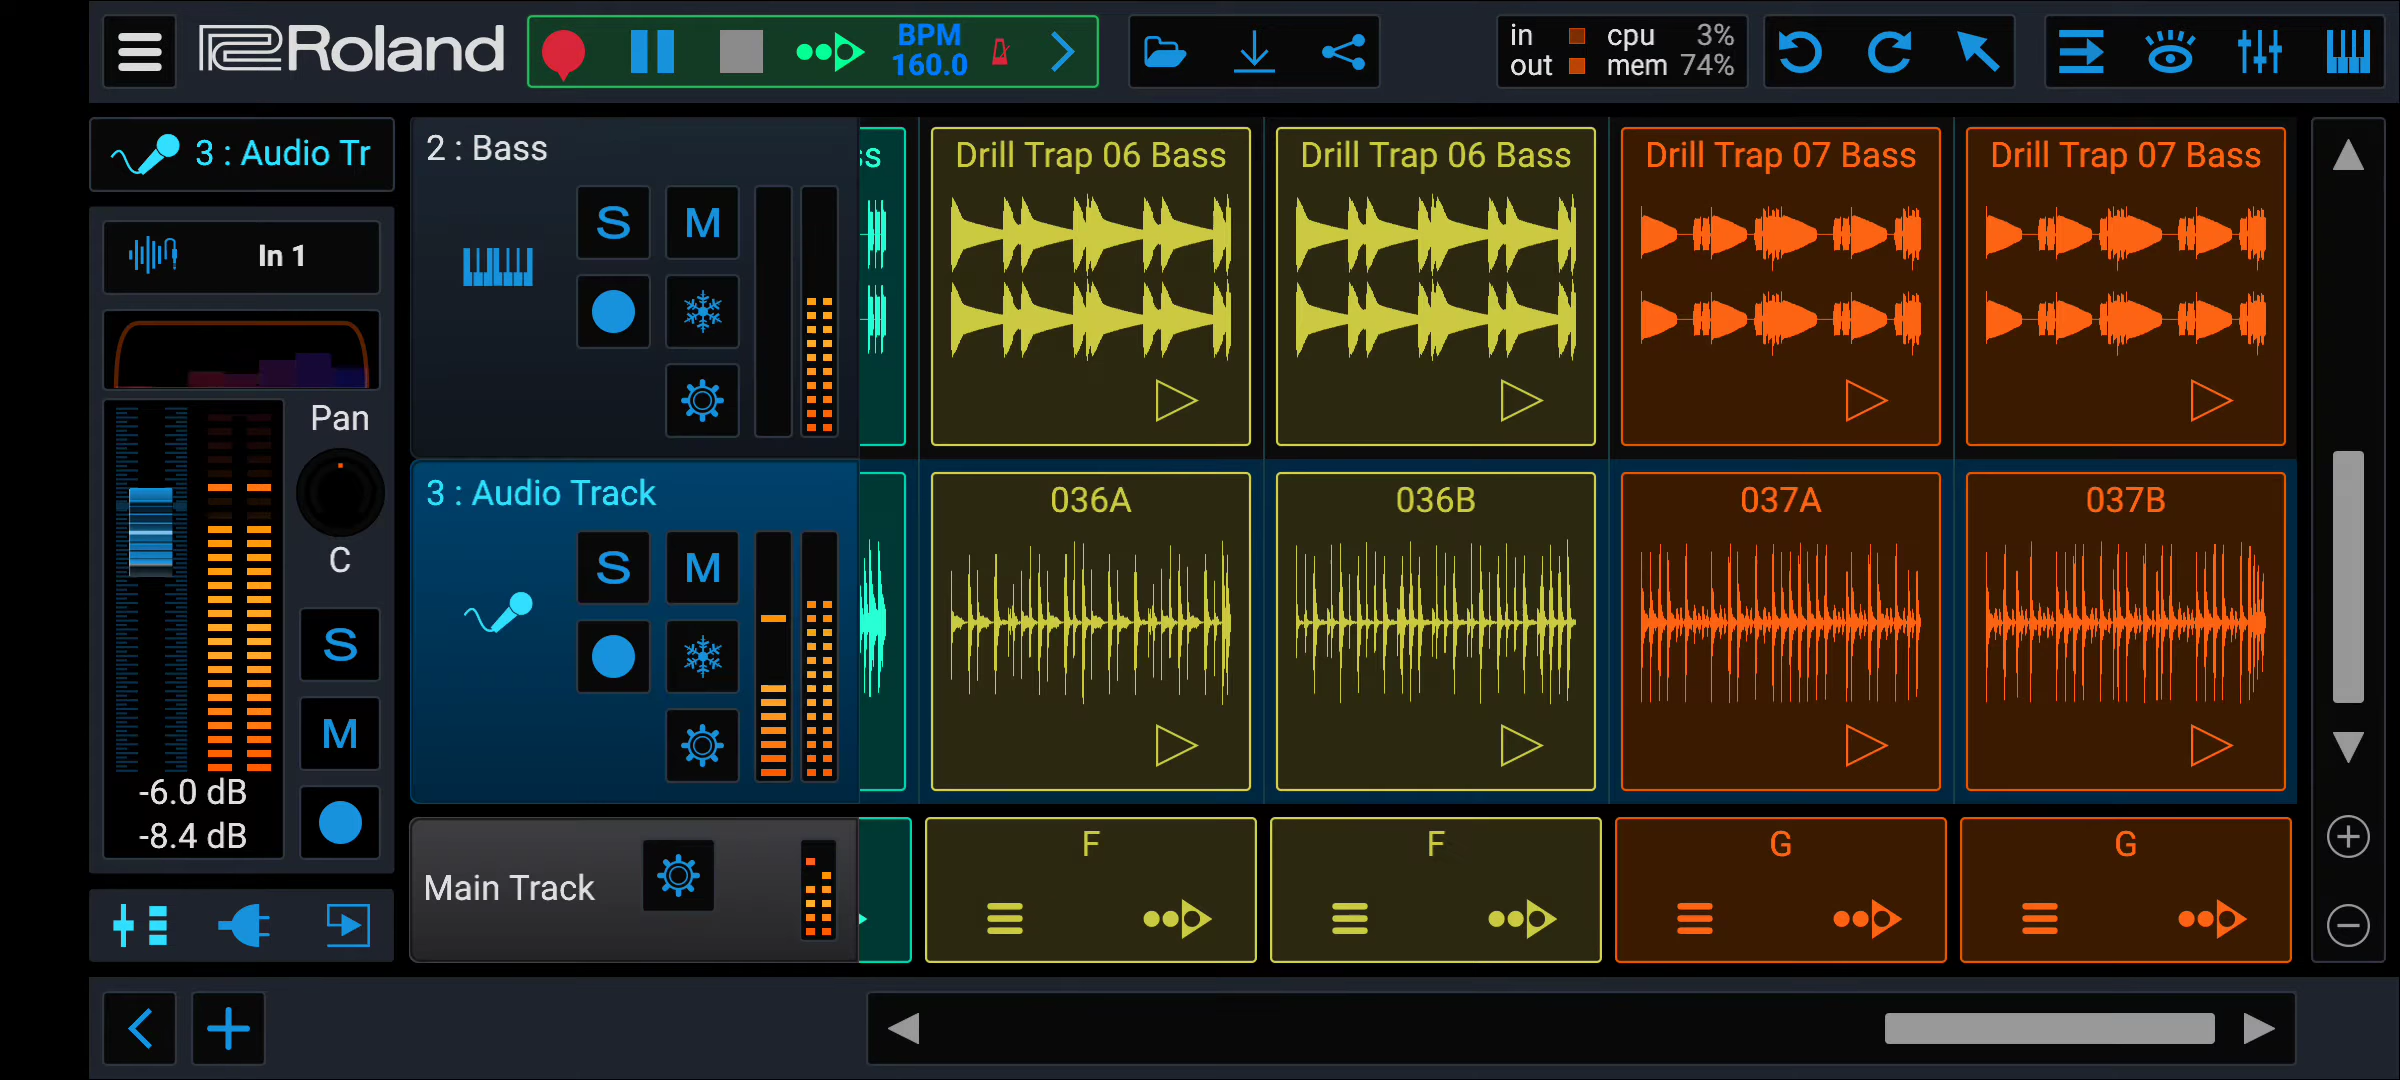 Roland
BPM
160.0
in
cpu 3%
out
mem 74%
3 : Audio Tr
In 1
Pan
C
S
M
-6.0 dB
-8.4 dB
2 : Bass
S M
ss
Drill Trap 06 Bass
Drill Trap 06 Bass
Drill Trap 07 Bass
Drill Trap 07 Bass
3 : Audio Track
S M
036A
036B
037A
037B
Main Track
F
F
G
G